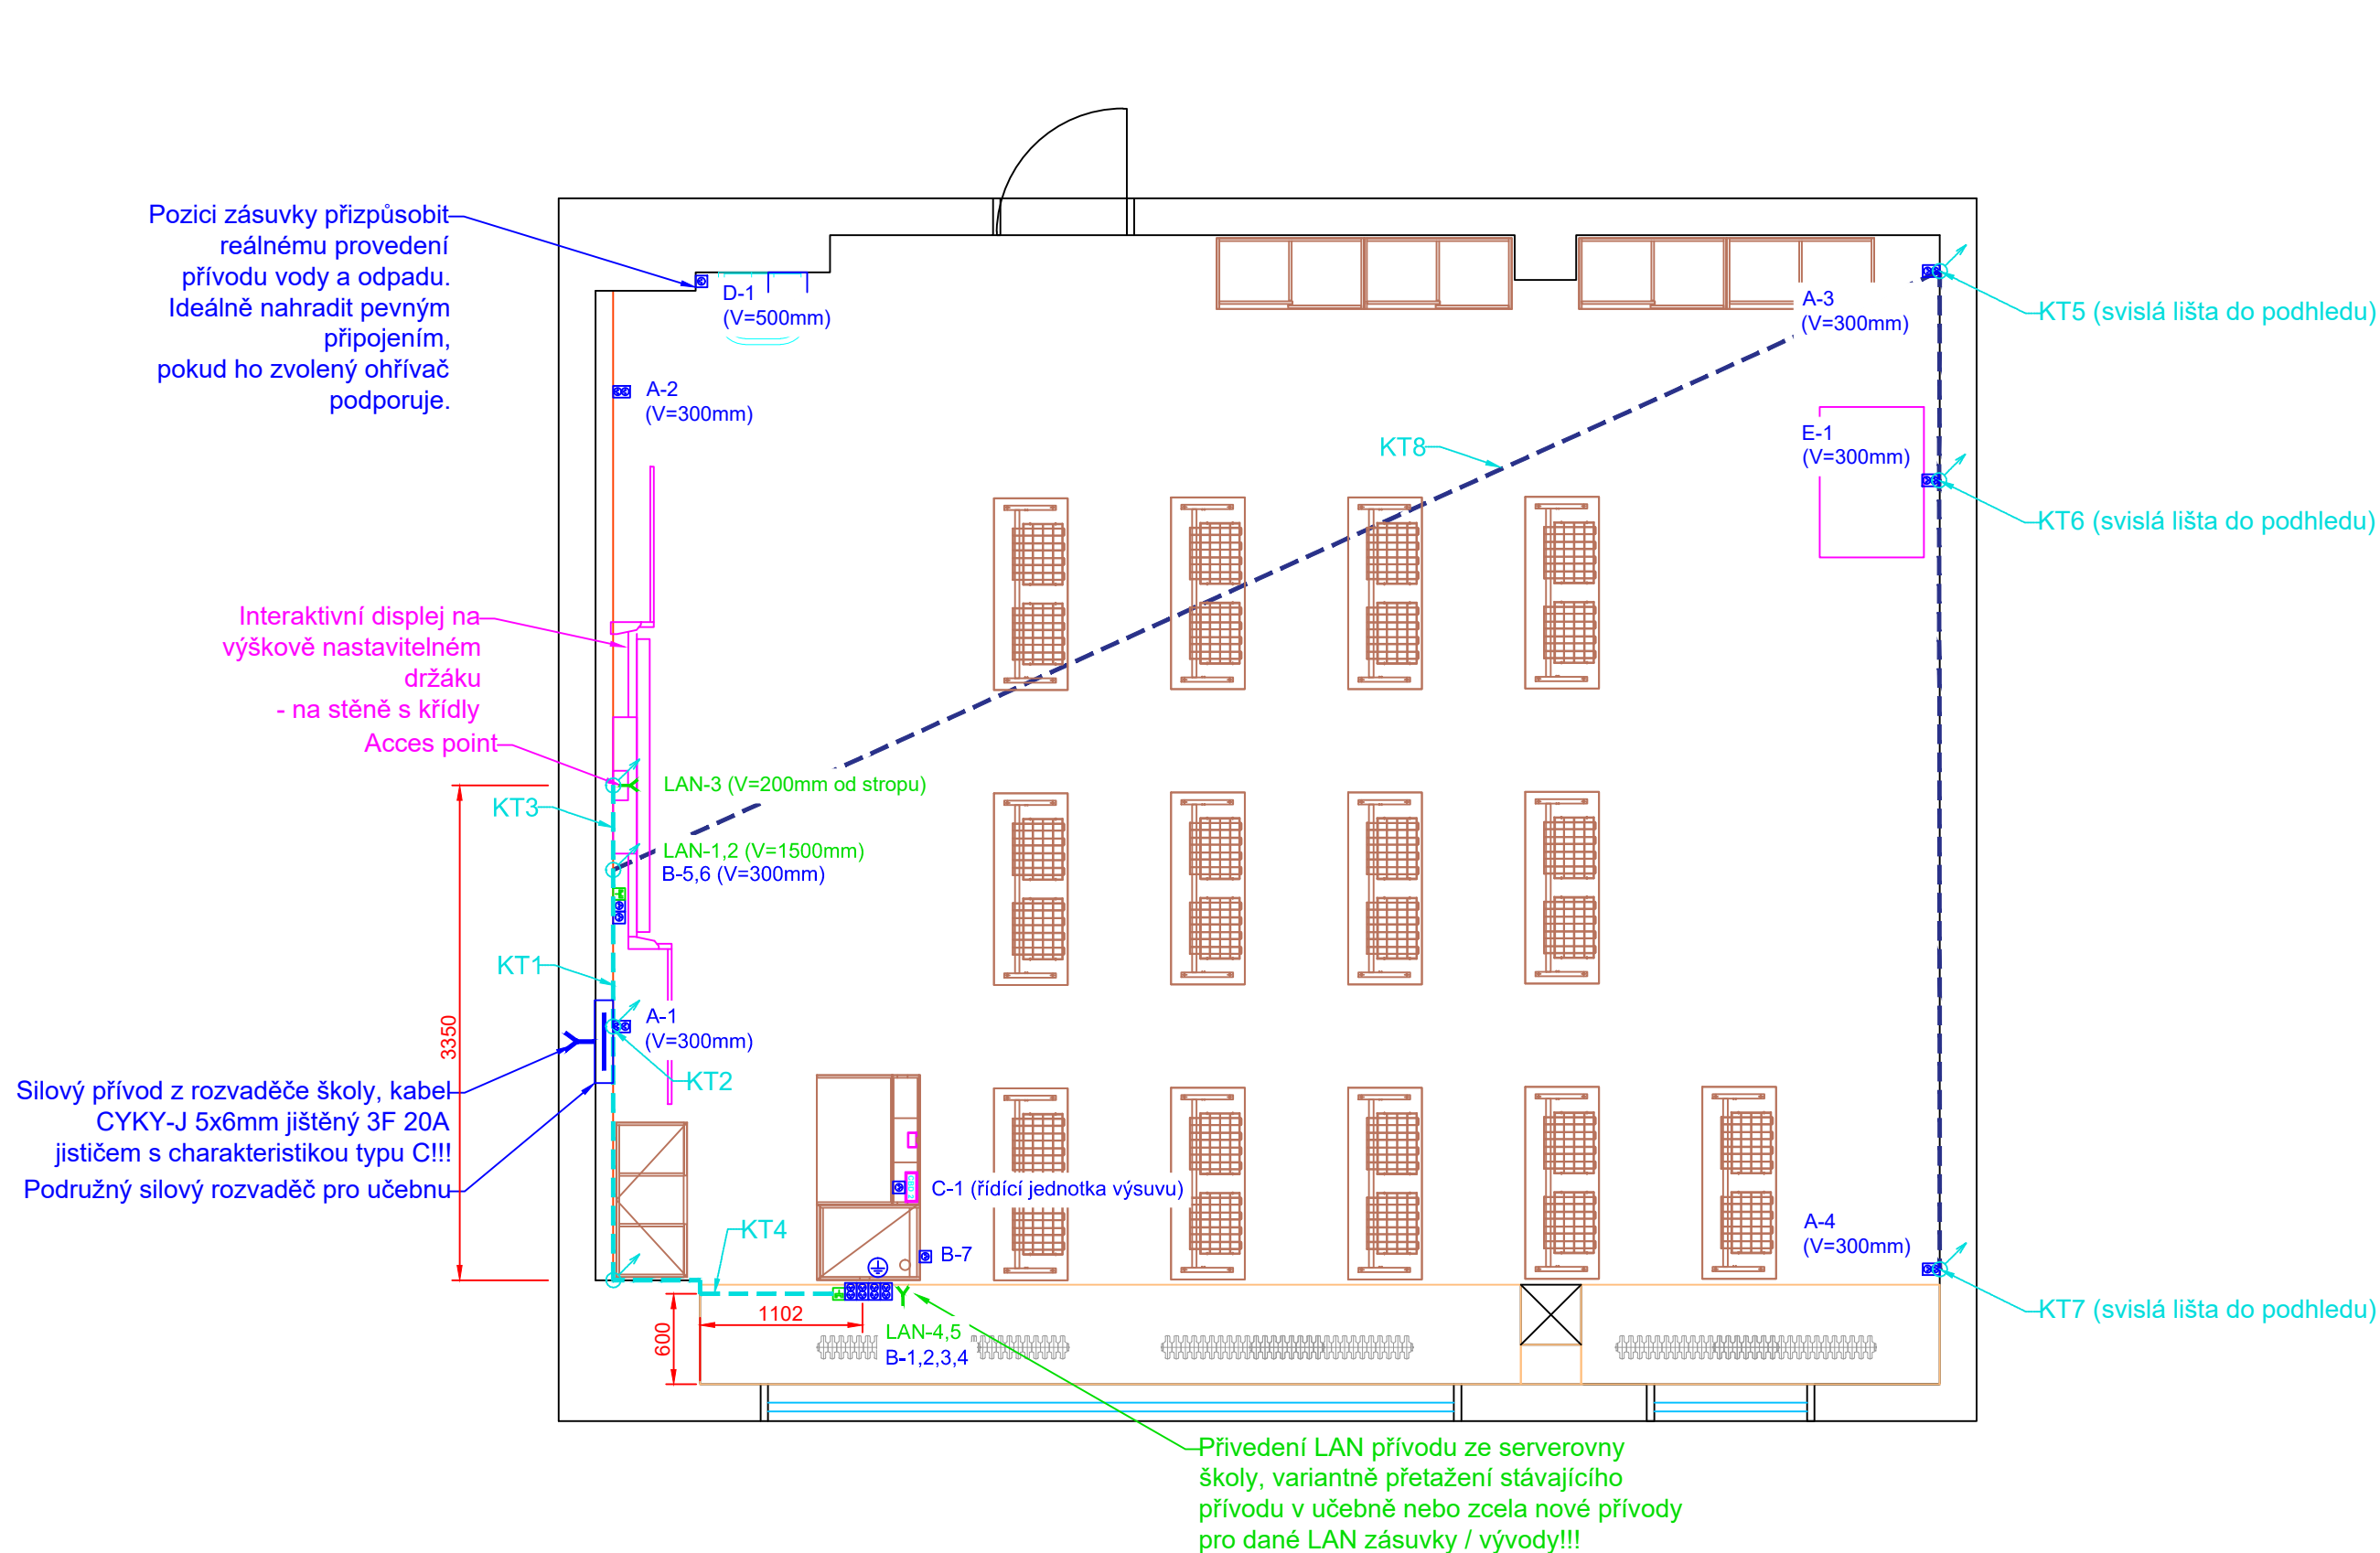 Pozici zásuvky přizpůsobit
reálnému provedení
přívodu vody a odpadu.
Ideálně nahradit pevným
připojením,
pokud ho zvolený ohřívač
podporuje.
D-1
(V=500mm)
A-3
(V=300mm)
KT5 (svislá lišta do podhledu)
A-2
(V=300mm)
KT8
E-1
(V=300mm)
KT6 (svislá lišta do podhledu)
Interaktivní displej na
výškově nastavitelném
držáku
- na stěně s křídly
Acces point
LAN-3 (V=200mm od stropu)
KT3
LAN-1,2 (V=1500mm)
B-5,6 (V=300mm)
KT1
A-1
(V=300mm)
3350
KT2
Silový přívod z rozvaděče školy, kabel
CYKY-J 5x6mm jištěný 3F 20A
jističem s charakteristikou typu C!!!
Podružný silový rozvaděč pro učebnu
C-1 (řídící jednotka výsuvu)
KT4
B-7
A-4
(V=300mm)
KT7 (svislá lišta do podhledu)
1102
600
LAN-4,5
B-1,2,3,4
Přivedení LAN přívodu ze serverovny
školy, variantně přetažení stávajícího
přívodu v učebně nebo zcela nové přívody
pro dané LAN zásuvky / vývody!!!